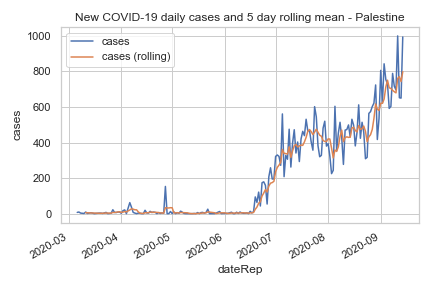 New COVID-19 daily cases and 5 day rolling mean - Palestine
cases
cases (rolling)
1000
800
600
400
200
0
cases
2020-03
2020-04
2020-05
2020-06
2020-07
2020-08
2020-09
dateRep